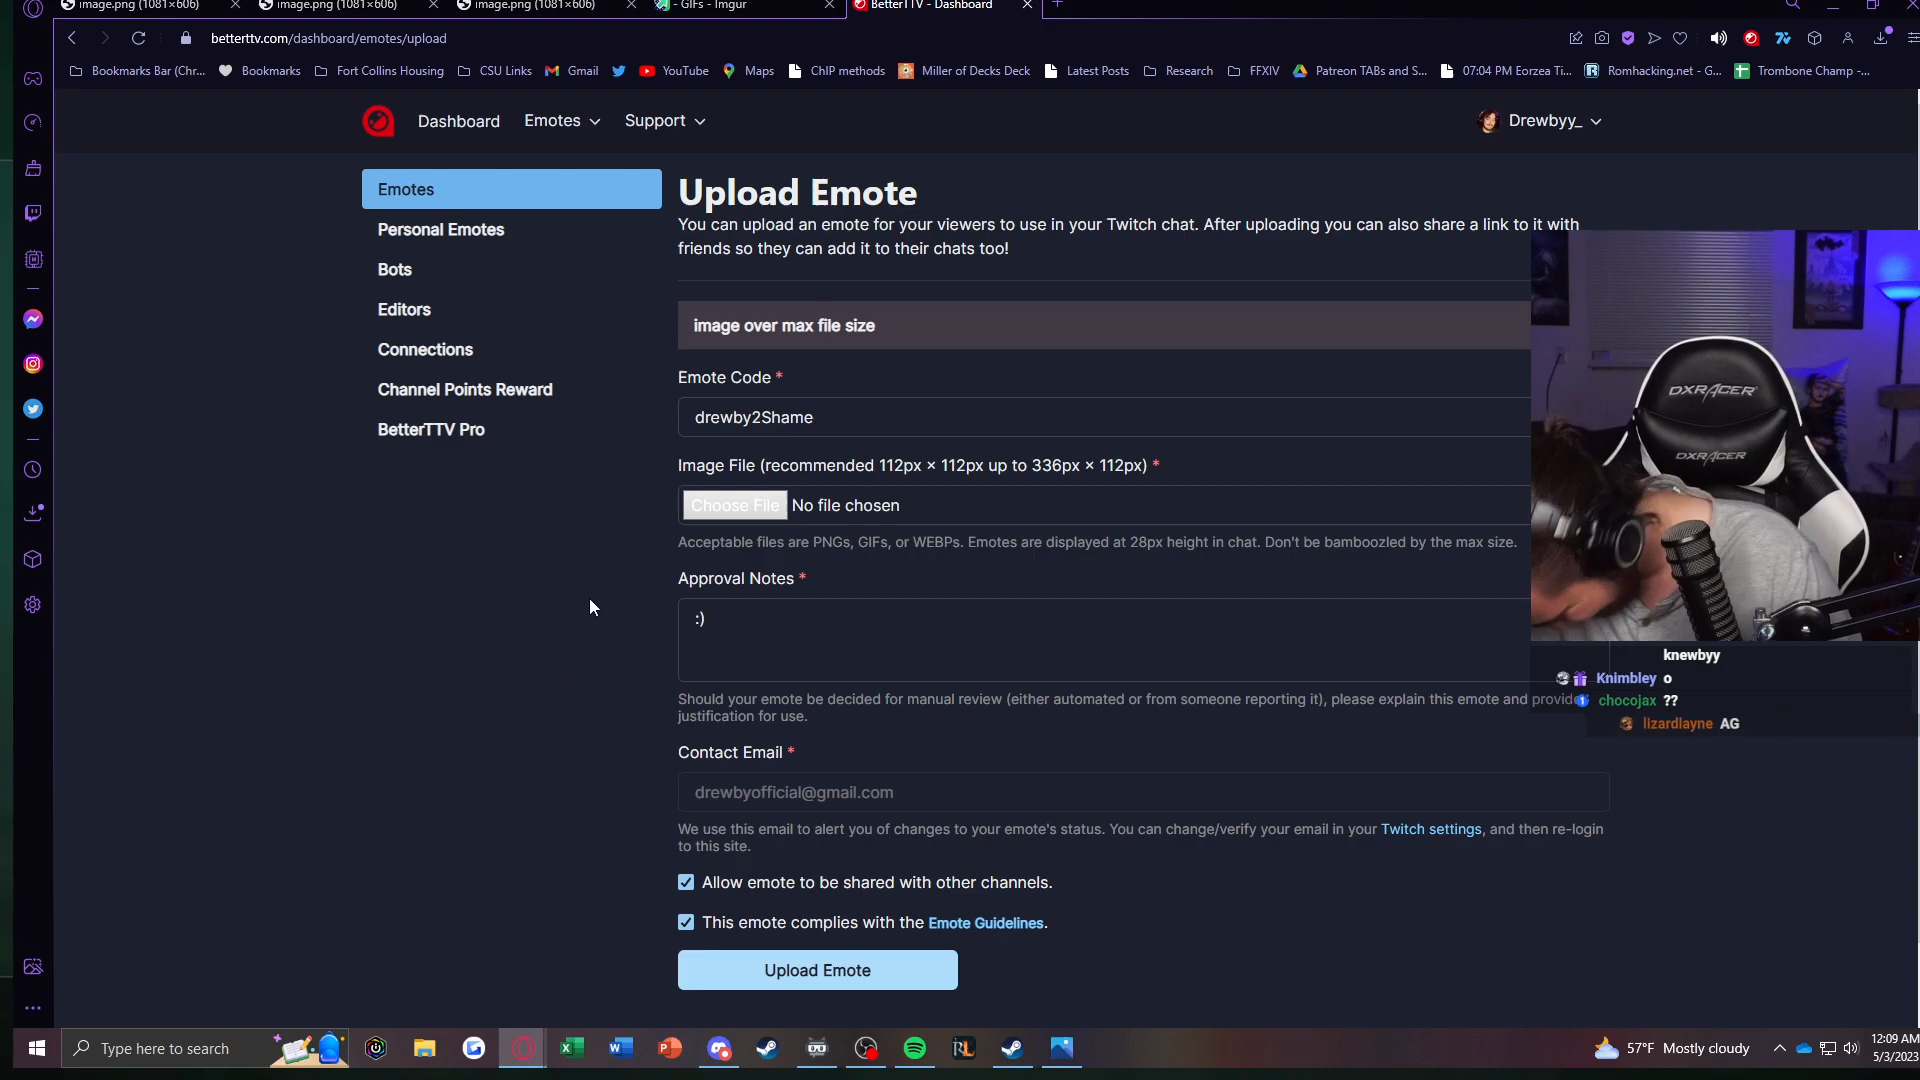 image.png (1081×606)
image.png (1081×606)
image.png (1081×606)
- GIFs - Imgur
BetterTTV - Dashboard
betterttv.com/dashboard/emotes/upload
Bookmarks Bar (Chr...
Bookmarks
Fort Collins Housing
CSU Links
Gmail
YouTube
Maps
ChIP methods
Miller of Decks Deck
Latest Posts
Research
FFXIV
Patreon TABs and S...
07:04 PM Eorzea Ti...
Romhacking.net - G...
Trombone Champ -...
Dashboard
Emotes
Support
Drewbyy_
Emotes
Personal Emotes
Bots
Editors
Connections
Channel Points Reward
BetterTTV Pro
Upload Emote
You can upload an emote for your viewers to use in your Twitch chat. After uploading you can also share a link to it with
friends so they can add it to their chats too!
image over max file size
Emote Code *
drewby2Shame
Image File (recommended 112px × 112px up to 336px × 112px) *
Choose File No file chosen
Acceptable files are PNGs, GIFs, or WEBPs. Emotes are displayed at 28px height in chat. Don't be bamboozled by the max size.
Approval Notes *
:)
Should your emote be decided for manual review (either automated or from someone reporting it), please explain this emote and provide
justification for use.
Contact Email *
drewbyofficial@gmail.com
We use this email to alert you of changes to your emote's status. You can change/verify your email in your Twitch settings, and then re-login
to this site.
Allow emote to be shared with other channels.
This emote complies with the Emote Guidelines.
Upload Emote
DXRACER
DXRACER
knewbyy
Knimbley o
1 chocojax ??
lizardlayne AG
Type here to search
57°F Mostly cloudy
12:09 AM
5/3/2023